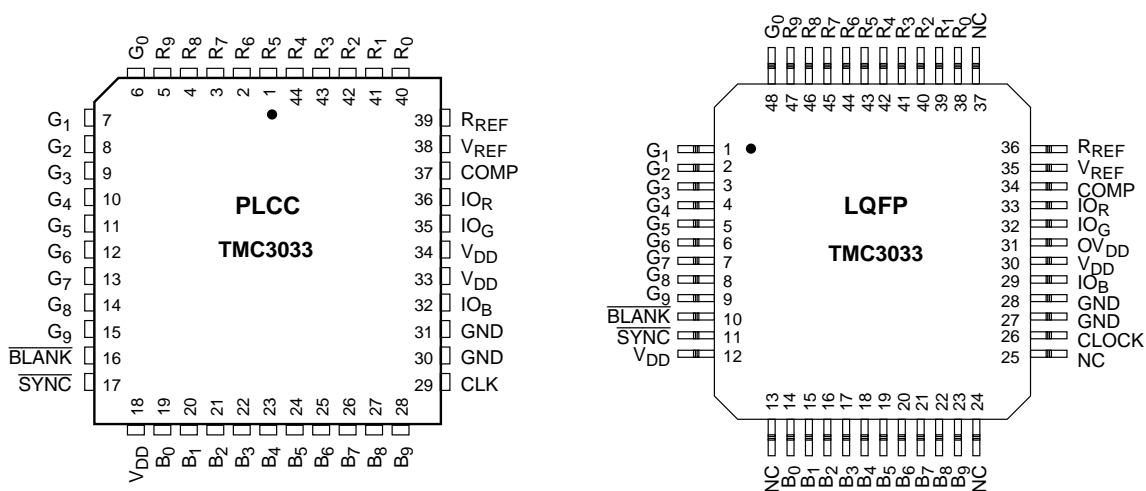 G0 R9 R8 R7 R6 R5 R4 R3 R2 R1 R0
6 5 4 3 2 1 44 43 42 41 40
G1 7 39 RREF
G2 8 38 VREF
G3 9 37 COMP
G4 10 36 IOR
G5 11 35 IOG
G6 12 34 VDD
G7 13 33 VDD
G8 14 32 IOB
G9 15 31 GND
BLANK 16 30 GND
SYNC 17 29 CLK
PLCC
TMC3033
18 19 20 21 22 23 24 25 26 27 28
VDD B0 B1 B2 B3 B4 B5 B6 B7 B8 B9
G0 R9 R8 R7 R6 R5 R4 R3 R2 R1 R0 NC
48 47 46 45 44 43 42 41 40 39 38 37
G1 1 36 RREF
G2 2 35 VREF
G3 3 34 COMP
G4 4 33 IOR
G5 5 32 IOG
G6 6 31 OVDD
G7 7 30 VDD
G8 8 29 IOB
G9 9 28 GND
BLANK 10 27 GND
SYNC 11 26 CLOCK
VDD 12 25 NC
LQFP
TMC3033
13 14 15 16 17 18 19 20 21 22 23 24
NC B0 B1 B2 B3 B4 B5 B6 B7 B8 B9 NC